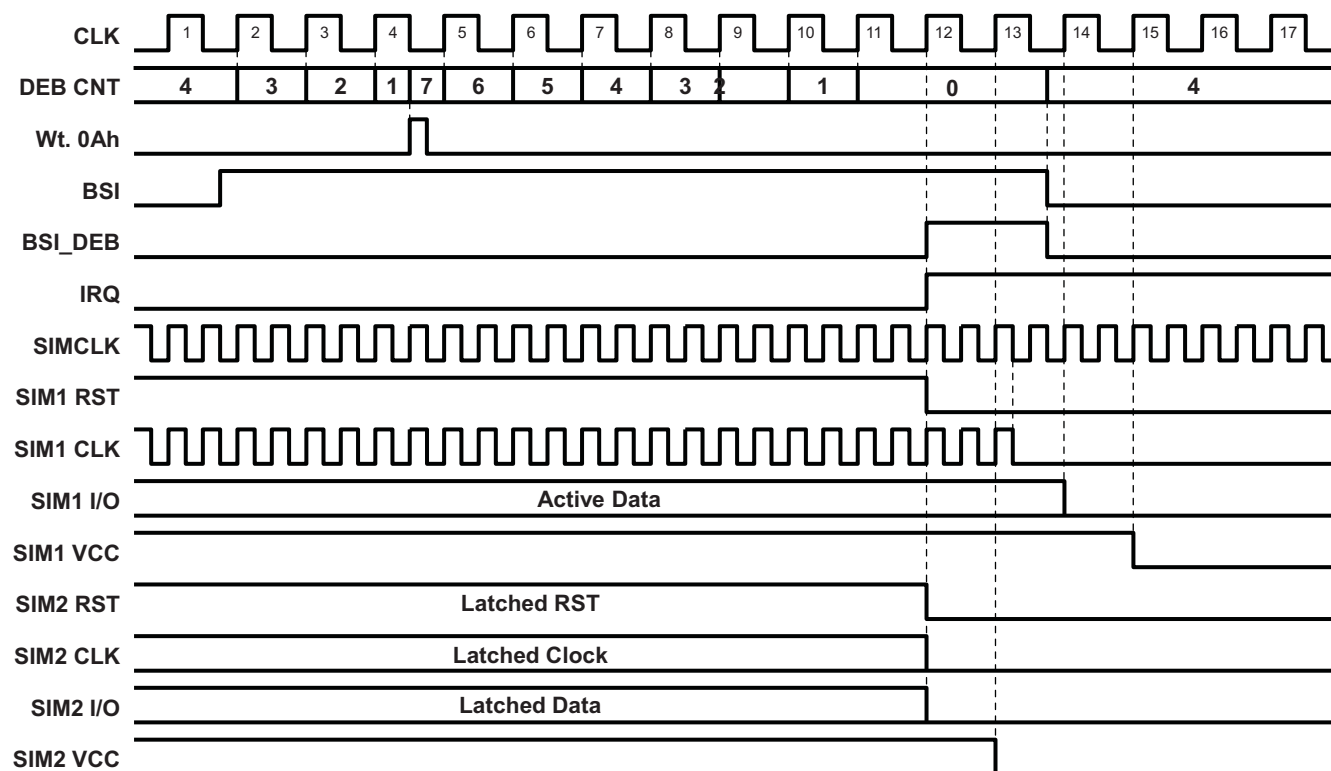 CLK 1 2 3 4 5 6 7 8 9 10 11 12 13 14 15 16 17
DEB CNT 4 3 2 1 7 6 5 4 3 2 1 0 4
Wt. 0Ah
BSI
BSI_DEB
IRQ
SIMCLK
SIM1 RST
SIM1 CLK
SIM1 I/O Active Data
SIM1 VCC
SIM2 RST Latched RST
SIM2 CLK Latched Clock
SIM2 I/O Latched Data
SIM2 VCC